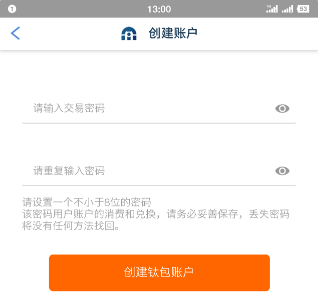 13:00
53
创建账户
请输入交易密码
请重复输入密码
请设置一个不小于8位的密码
该密码用户账户的消费和兑换，请务必妥善保存，丢失密码
将没有任何方法找回。
创建钛包账户